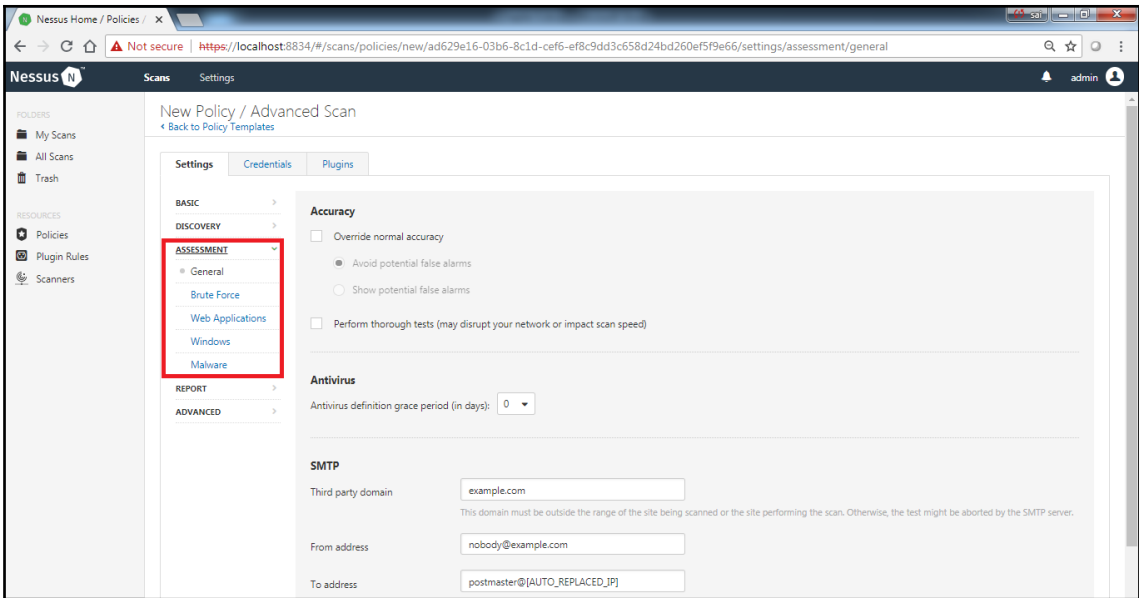 Nessus Home / Policies /
sai
Not secure | https://localhost:8834/#/scans/policies/new/ad629e16-03b6-8c1d-cef6-ef8c9dd3c658d24bd260ef5f9e66/settings/assessment/general
Nessus N
Scans Settings
admin
FOLDERS
My Scans
All Scans
Trash
RESOURCES
Policies
Plugin Rules
Scanners
New Policy / Advanced Scan
Back to Policy Templates
Settings Credentials Plugins
BASIC
DISCOVERY
ASSESSMENT
General
Brute Force
Web Applications
Windows
Malware
REPORT
ADVANCED
Accuracy
Override normal accuracy
Avoid potential false alarms
Show potential false alarms
Perform thorough tests (may disrupt your network or impact scan speed)
Antivirus
Antivirus definition grace period (in days): 0
SMTP
Third party domain example.com
This domain must be outside the range of the site being scanned or the site performing the scan. Otherwise, the test might be aborted by the SMTP server.
From address nobody@example.com
To address postmaster@[AUTO_REPLACED_IP]